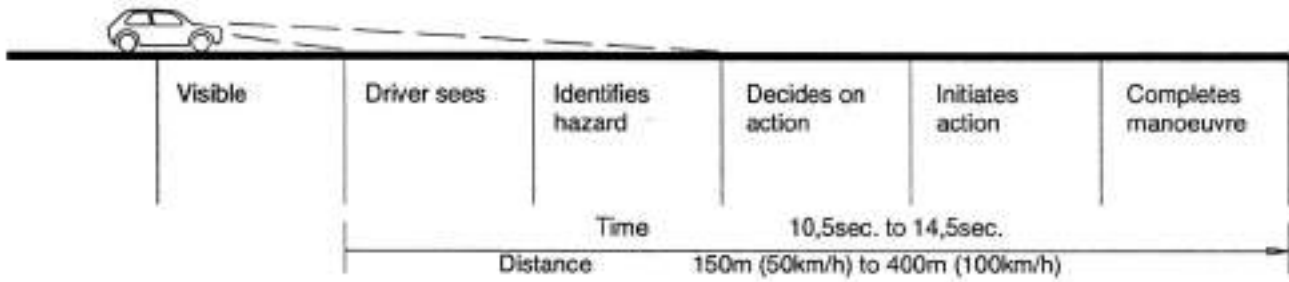 Visible
Driver sees
Identifies
hazard
Decides on
action
Initiates
action
Completes
manoeuvre
Time 10,5sec. to 14,5sec.
Distance 150m (50km/h) to 400m (100km/h)